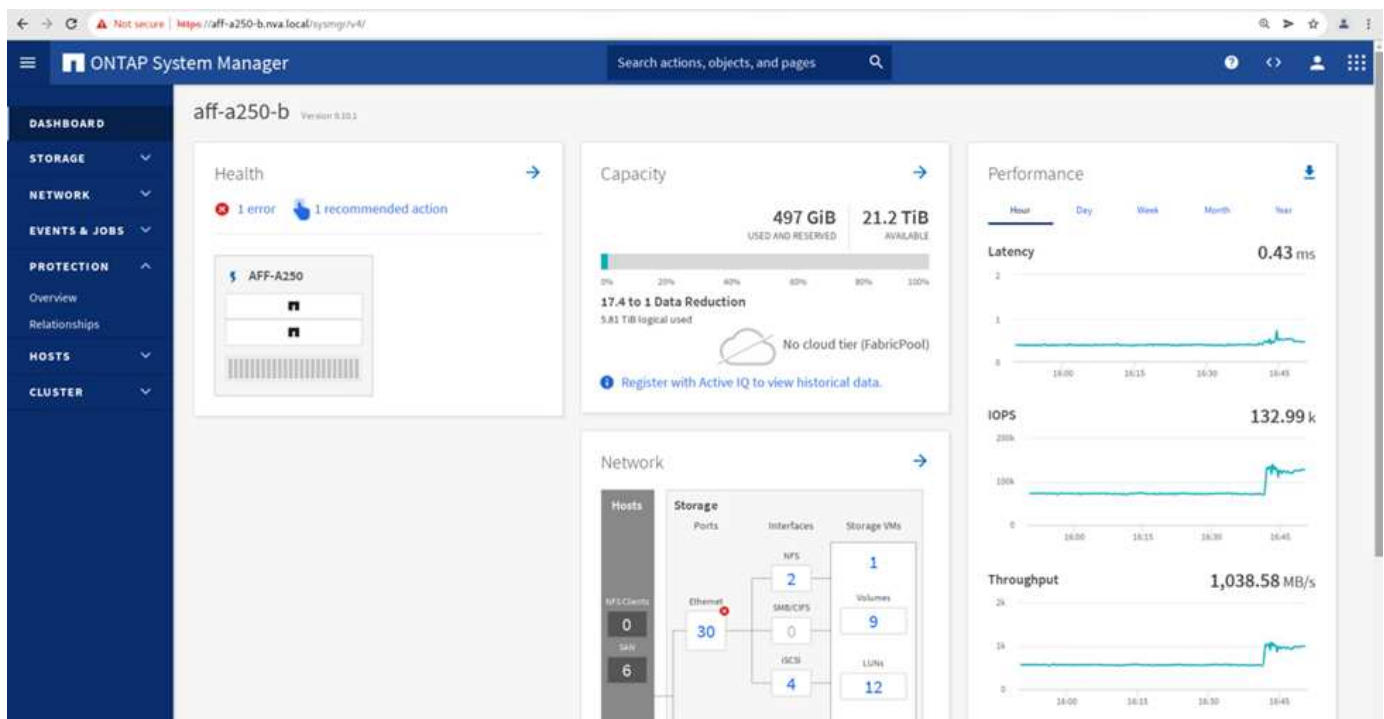 Not secure | https://aff-a250-b.nva.local/sysmgr/v4/
ONTAP System Manager
Search actions, objects, and pages
DASHBOARD
STORAGE
NETWORK
EVENTS & JOBS
PROTECTION
Overview
Relationships
HOSTS
CLUSTER
aff-a250-b Version 9.10.1
Health
1 error 1 recommended action
AFF-A250
Capacity
497 GiB 21.2 TiB
USED AND RESERVED AVAILABLE
0% 20% 40% 60% 80% 100%
17.4 to 1 Data Reduction
5.81 TiB logical used
No cloud tier (FabricPool)
Register with Active IQ to view historical data.
Network
Hosts
Storage
Ports Interfaces Storage VMs
NFS
2
1
NFS Clients
0
SAN
6
Ethernet
30
SMB/CIFS
0
iSCSI
4
Volumes
9
LUNs
12
Performance
Hour Day Week Month Year
Latency 0.43 ms
2
1
0
16:00 16:15 16:30 16:45
IOPS 132.99 k
200k
100k
0
16:00 16:15 16:30 16:45
Throughput 1,038.58 MB/s
2k
1k
0
16:00 16:15 16:30 16:45